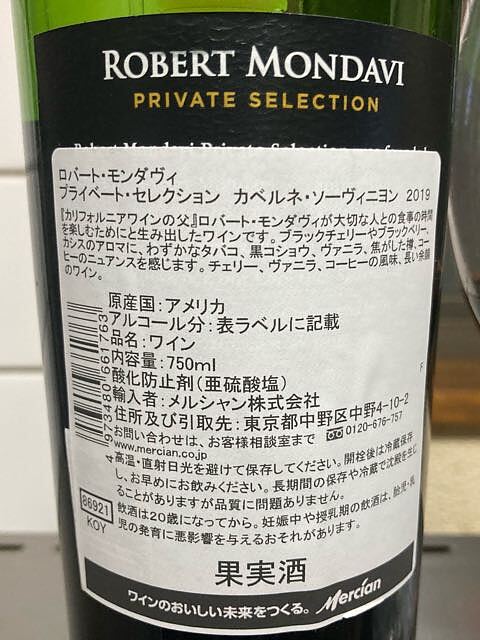 ROBERT MONDAVI
PRIVATE SELECTION
Robert Mondavi Private Selection
ロバート・モンダヴィ
プライベート・セレクション カベルネ・ソーヴィニヨン 2019
『カリフォルニアワインの父』ロバート・モンダヴィが大切な人との食事の時間
を楽しむためにと生み出したワインです。ブラックチェリーやブラックベリー、
カシスのアロマに、わずかなタバコ、黒コショウ、ヴァニラ、焦がした樽、コー
ヒーのニュアンスを感じます。チェリー、ヴァニラ、コーヒーの風味、長い余韻
のワイン。
原産国:アメリカ
アルコール分:表ラベルに記載
品名:ワイン
内容量:750ml
酸化防止剤(亜硫酸塩)
輸入者:メルシャン株式会社
住所及び引取先:東京都中野区中野4-10-2
お問い合わせは、お客様相談室まで 0120-676-757
www.mercian.co.jp
高温・直射日光を避けて保存してください。開栓後は冷蔵保存
し、お早めにお飲みください。長期間の保存や冷蔵で沈殿を生じ
ることがありますが品質に問題ありません。
飲酒は20歳になってから。妊娠中や授乳期の飲酒は、胎児・乳
児の発育に悪影響を与えるおそれがあります。
4 973480 661763
86921
KOY
F
果実酒
ワインのおいしい未来をつくる。 Mercian